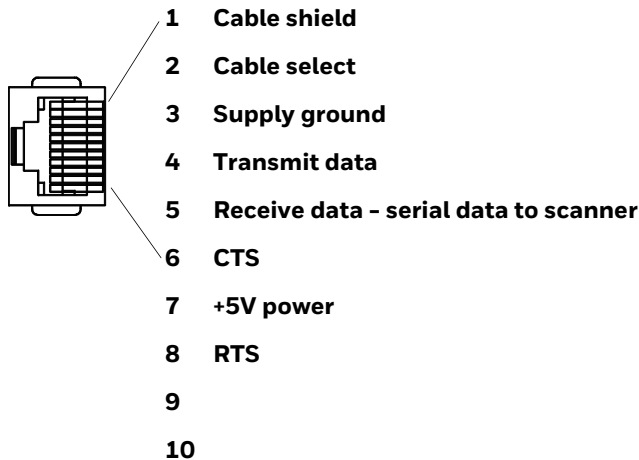 1 Cable shield
2 Cable select
3 Supply ground
4 Transmit data
5 Receive data - serial data to scanner
6 CTS
7 +5V power
8 RTS
9
10